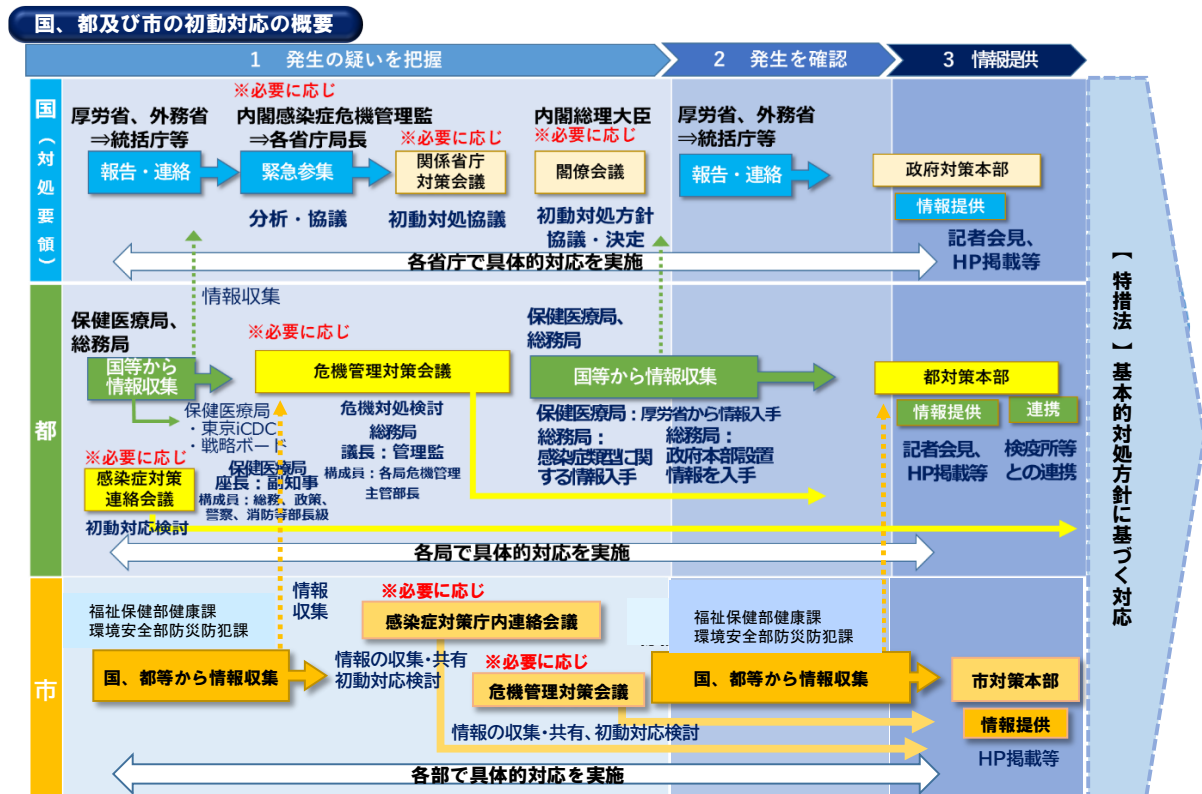 国、都及び市の初動対応の概要
1 発生の疑いを把握
2 発生を確認
3 情報提供
国(対処要領)
厚労省、外務省
⇒統括庁等
報告・連絡
※必要に応じ
内閣感染症危機管理監
⇒各省庁局長
緊急参集
分析・協議
※必要に応じ
関係省庁
対策会議
初動対処協議
内閣総理大臣
※必要に応じ
閣僚会議
初動対処方針
協議・決定
厚労省、外務省
⇒統括庁等
報告・連絡
政府対策本部
情報提供
記者会見、
HP掲載等
各省庁で具体的対応を実施
都
情報収集
保健医療局、
総務局
国等から
情報収集
保健医療局
・東京iCDC
・戦略ボード
※必要に応じ
感染症対策
連絡会議
初動対応検討
保健医療局
座長：副知事
構成員：総務、政策、
警察、消防等部長級
※必要に応じ
危機管理対策会議
危機対処検討
総務局
議長：管理監
構成員：各局危機管理
主管部長
保健医療局、
総務局
国等から情報収集
保健医療局：厚労省から情報入手
総務局：
感染症類型に関
する情報入手
総務局：
政府本部設置
情報を入手
都対策本部
情報提供
連携
記者会見、
HP掲載等
検疫所等
との連携
各局で具体的対応を実施
市
福祉保健部健康課
環境安全部防災防犯課
国、都等から情報収集
情報
収集
※必要に応じ
感染症対策庁内連絡会議
情報の収集・共有
初動対応検討
※必要に応じ
危機管理対策会議
情報の収集・共有、初動対応検討
福祉保健部健康課
環境安全部防災防犯課
国、都等から情報収集
市対策本部
情報提供
HP掲載等
各部で具体的対応を実施
【特措法】基本的対処方針に基づく対応